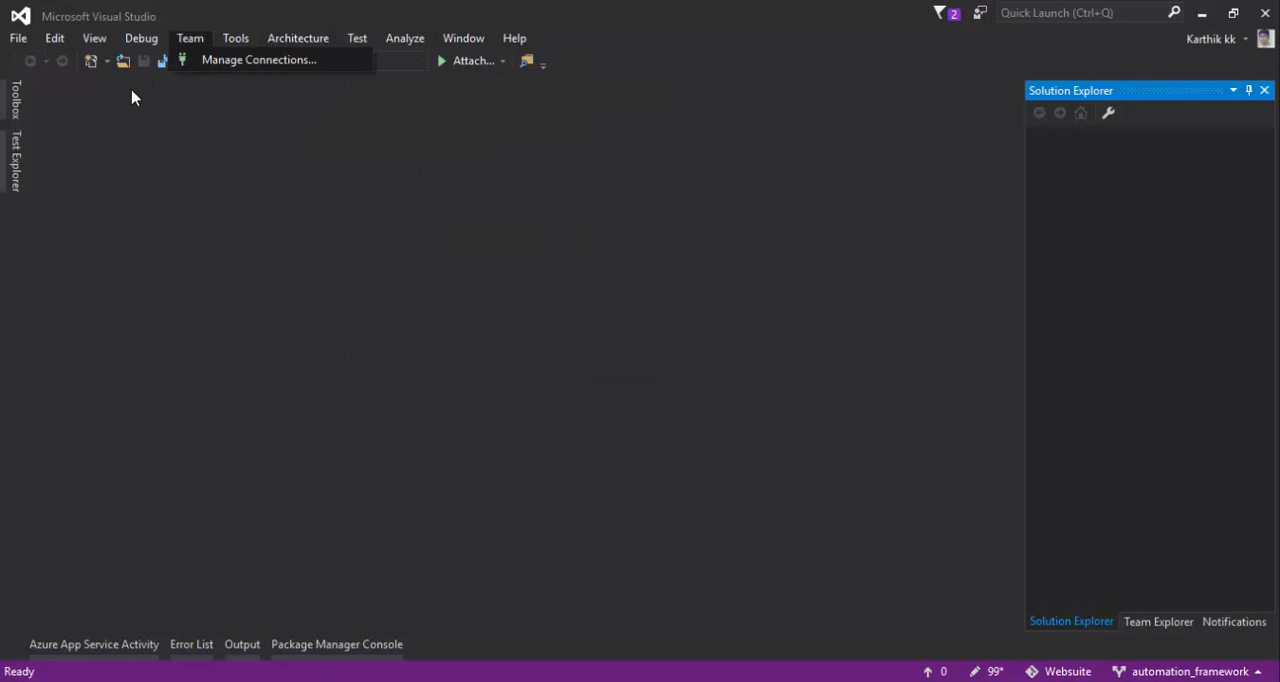 Microsoft Visual Studio
2
Quick Launch (Ctrl+Q)
File Edit View Debug Team Tools Architecture Test Analyze Window Help
Karthik kk
Manage Connections...
Attach...
Toolbox
Test Explorer
Solution Explorer
Solution Explorer Team Explorer Notifications
Azure App Service Activity Error List Output Package Manager Console
Ready
0 99* Websuite automation_framework